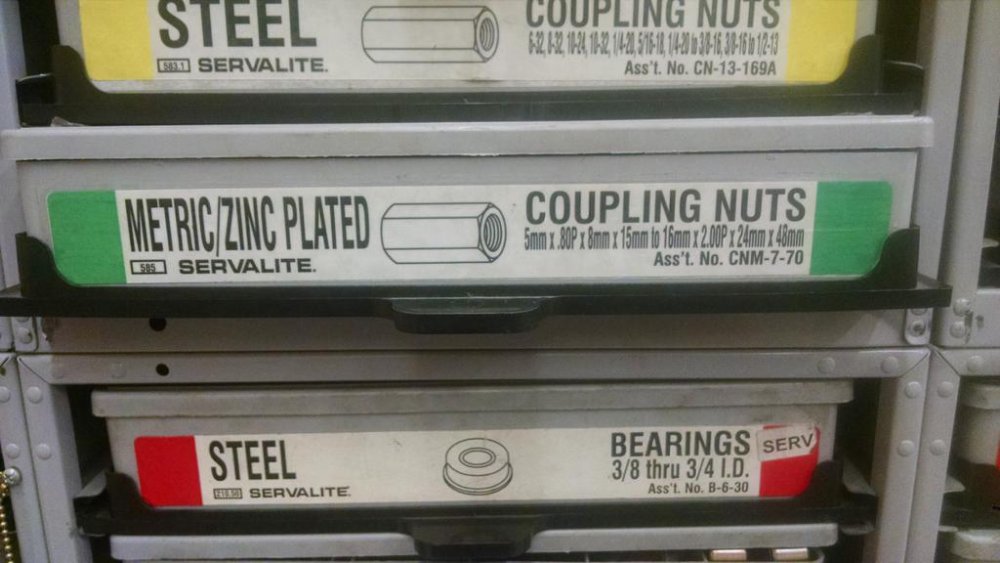 STEEL
583.1 SERVALITE.
COUPLING NUTS
6-32, 8-32, 10-24, 10-32, 1/4-20, 5/16-18, 1/4-20 to 3/8-16, 3/8-16 to 1/2-13
Ass't. No. CN-13-169A
METRIC/ZINC PLATED
585 SERVALITE.
COUPLING NUTS
5mm x .80P x 8mm x 15mm to 16mm x 2.00P x 24mm x 48mm
Ass't. No. CNM-7-70
STEEL
SERVALITE.
BEARINGS
3/8 thru 3/4 I.D.
Ass't. No. B-6-30
SERV